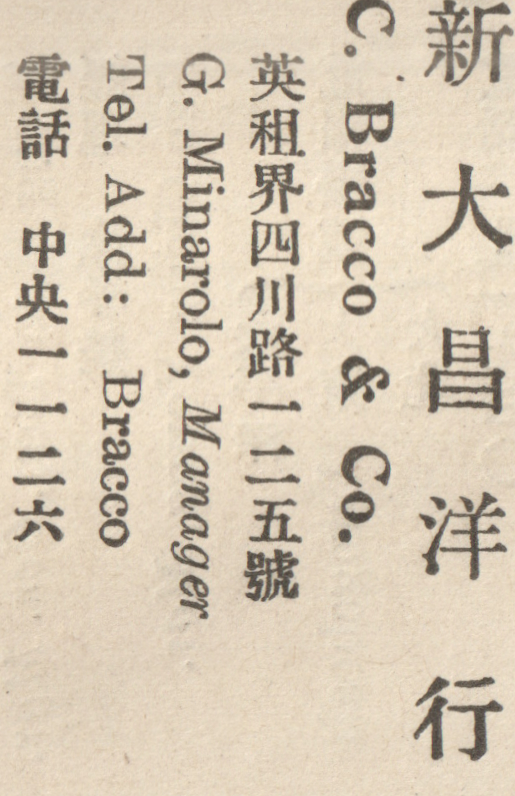 新大昌洋行
C. Bracco & Co.
英租界四川路一二五號
G. Minarolo, Manager
Tel. Add: Bracco
電話 中央一一二六